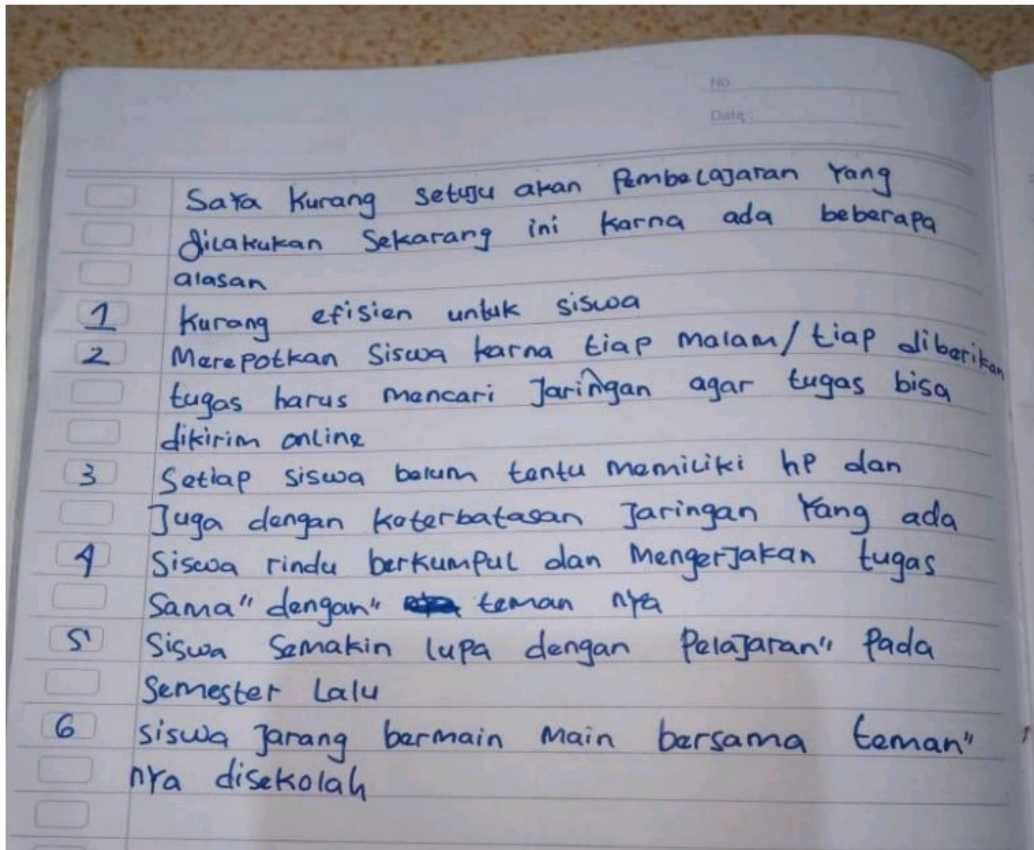 No.
Date :
Saya kurang setuju akan Pembelajaran Yang
dilakukan Sekarang ini karna ada beberapa
alasan
1 Kurang efisien untuk siswa
2 Merepotkan Siswa karna tiap malam/tiap diberikan
tugas harus mencari Jaringan agar tugas bisa
dikirim online
3 Setiap siswa belum tentu memiliki hp dan
Juga dengan keterbatasan Jaringan Yang ada
4 Siswa rindu berkumpul dan Mengerjakan tugas
Sama" dengan" teman nya
5 Siswa Semakin lupa dengan PelaJaran" Pada
Semester Lalu
6 siswa Jarang bermain main bersama teman"
nya disekolah